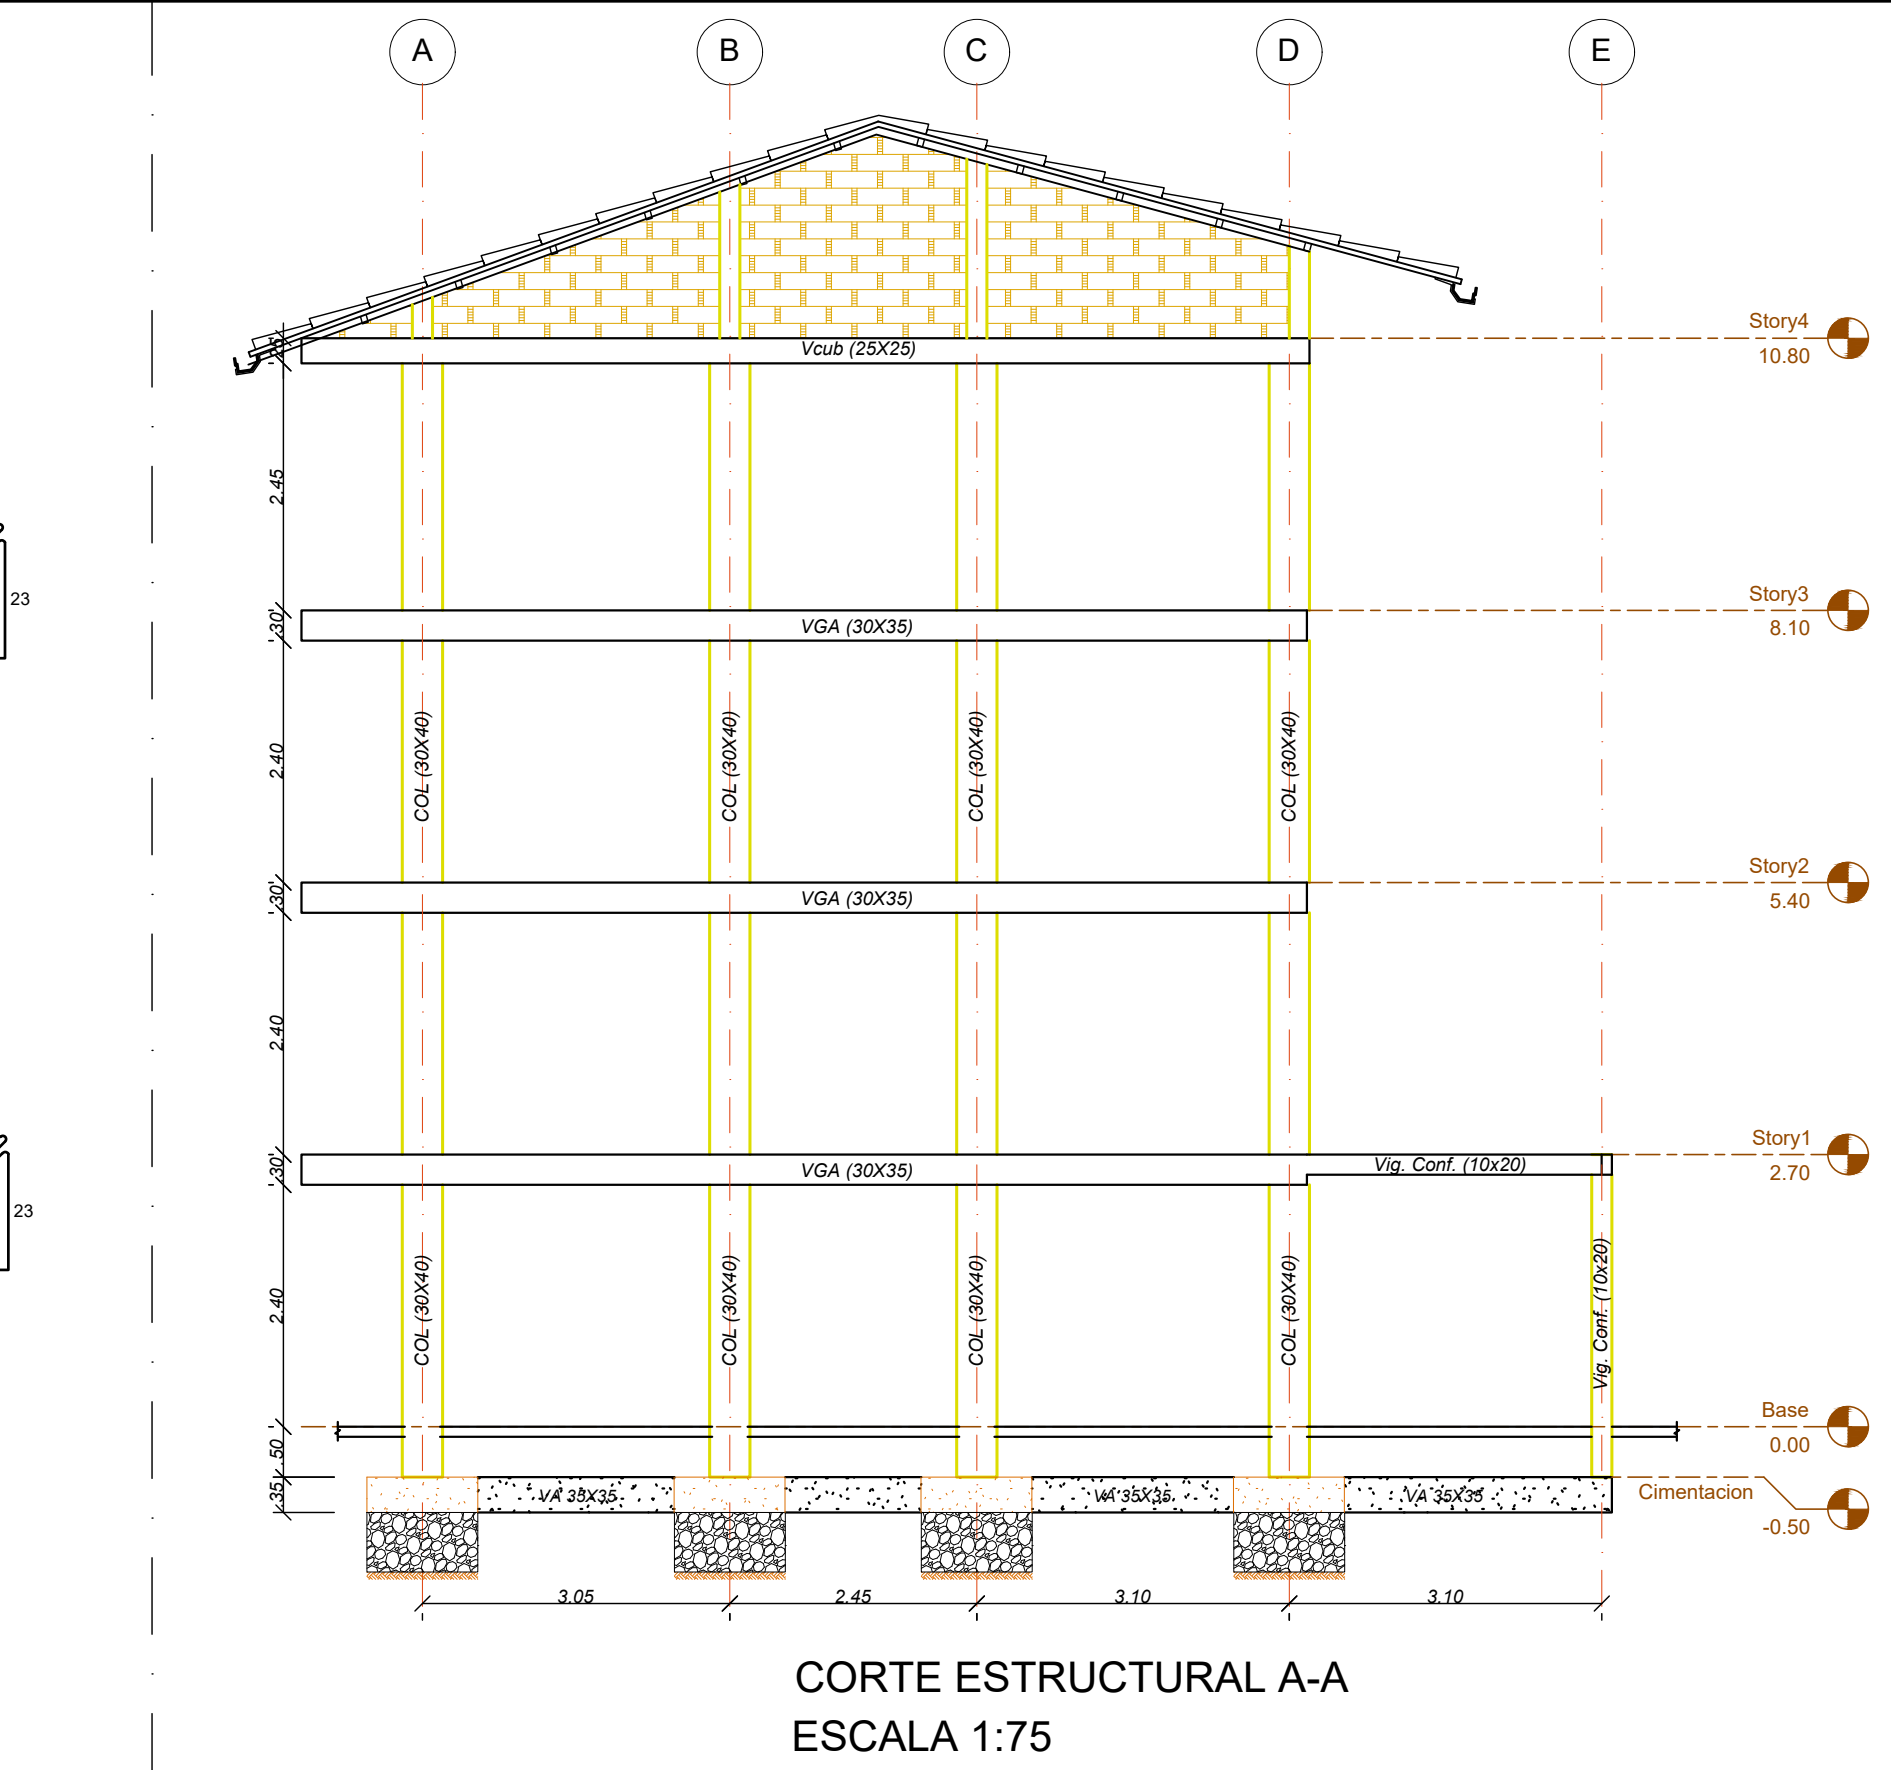 A
B
C
D
E
Vcub (25X25)
Story4
10.80
2.45
23
.30
VGA (30X35)
Story3
8.10
2.40
COL (30X40)
COL (30X40)
COL (30X40)
COL (30X40)
.30
VGA (30X35)
Story2
5.40
2.40
.30
VGA (30X35)
Vig. Conf. (10x20)
Story1
2.70
23
2.40
COL (30X40)
COL (30X40)
COL (30X40)
COL (30X40)
Vig. Conf. (10x20)
Base
0.00
.50
.35
VA 35X35
VA 35X35
VA 35X35
Cimentacion
-0.50
3.05
2.45
3.10
3.10
CORTE ESTRUCTURAL A-A
ESCALA 1:75